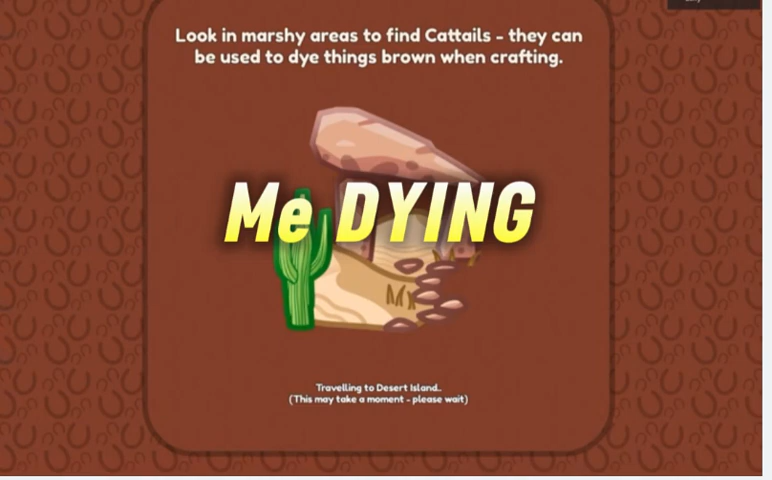 Look in marshy areas to find Cattails - they can
be used to dye things brown when crafting.
Me DYING
Travelling to Desert Island..
(This may take a moment - please wait)